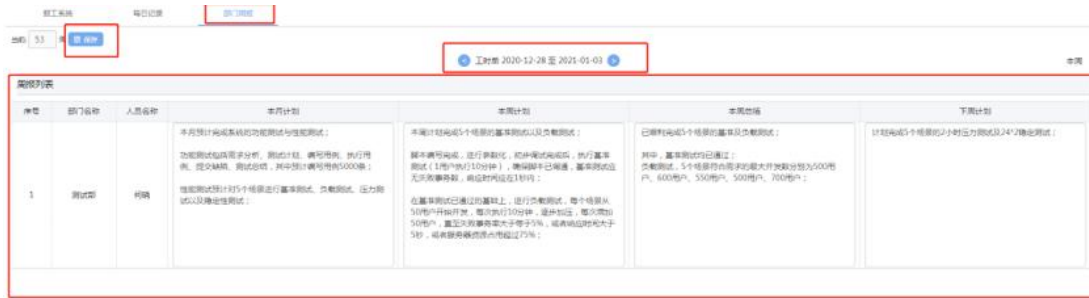 报工系统 每日记录 部门周报
当前 53 周 保存
工时周 2020-12-28 至 2021-01-03
本周
周报列表
序号 部门名称 人员名称 本月计划 本周计划 本周总结 下周计划
1 测试部
本月预计完成系统的功能测试与性能测试；
功能测试包括需求分析、测试计划、编写用例、执行用
例、提交缺陷、测试总结，其中预计编写用例5000条；
性能测试预计对5个场景进行基准测试、负载测试、压力测
试以及稳定性测试；
本周计划完成5个场景的基准测试以及负载测试；
脚本编写完成，进行参数化，初步调试完成后，执行基准
测试（1用户执行10分钟），确保脚本已调通，基准测试应
无失败事务数，响应时间应在1秒内；
在基准测试已通过的基础上，进行负载测试，每个场景从
50用户开始并发，每次执行10分钟，逐步加压，每次增加
50用户，直至失败事务率大于等于5%，或者响应时间大于
5秒，或者服务器资源占用超过75%；
已顺利完成5个场景的基准及负载测试；
其中，基准测试均已通过；
负载测试，5个场景符合需求的最大并发数分别为500用
户、600用户、550用户、500用户、700用户；
计划完成5个场景的2小时压力测试及24*2稳定测试；